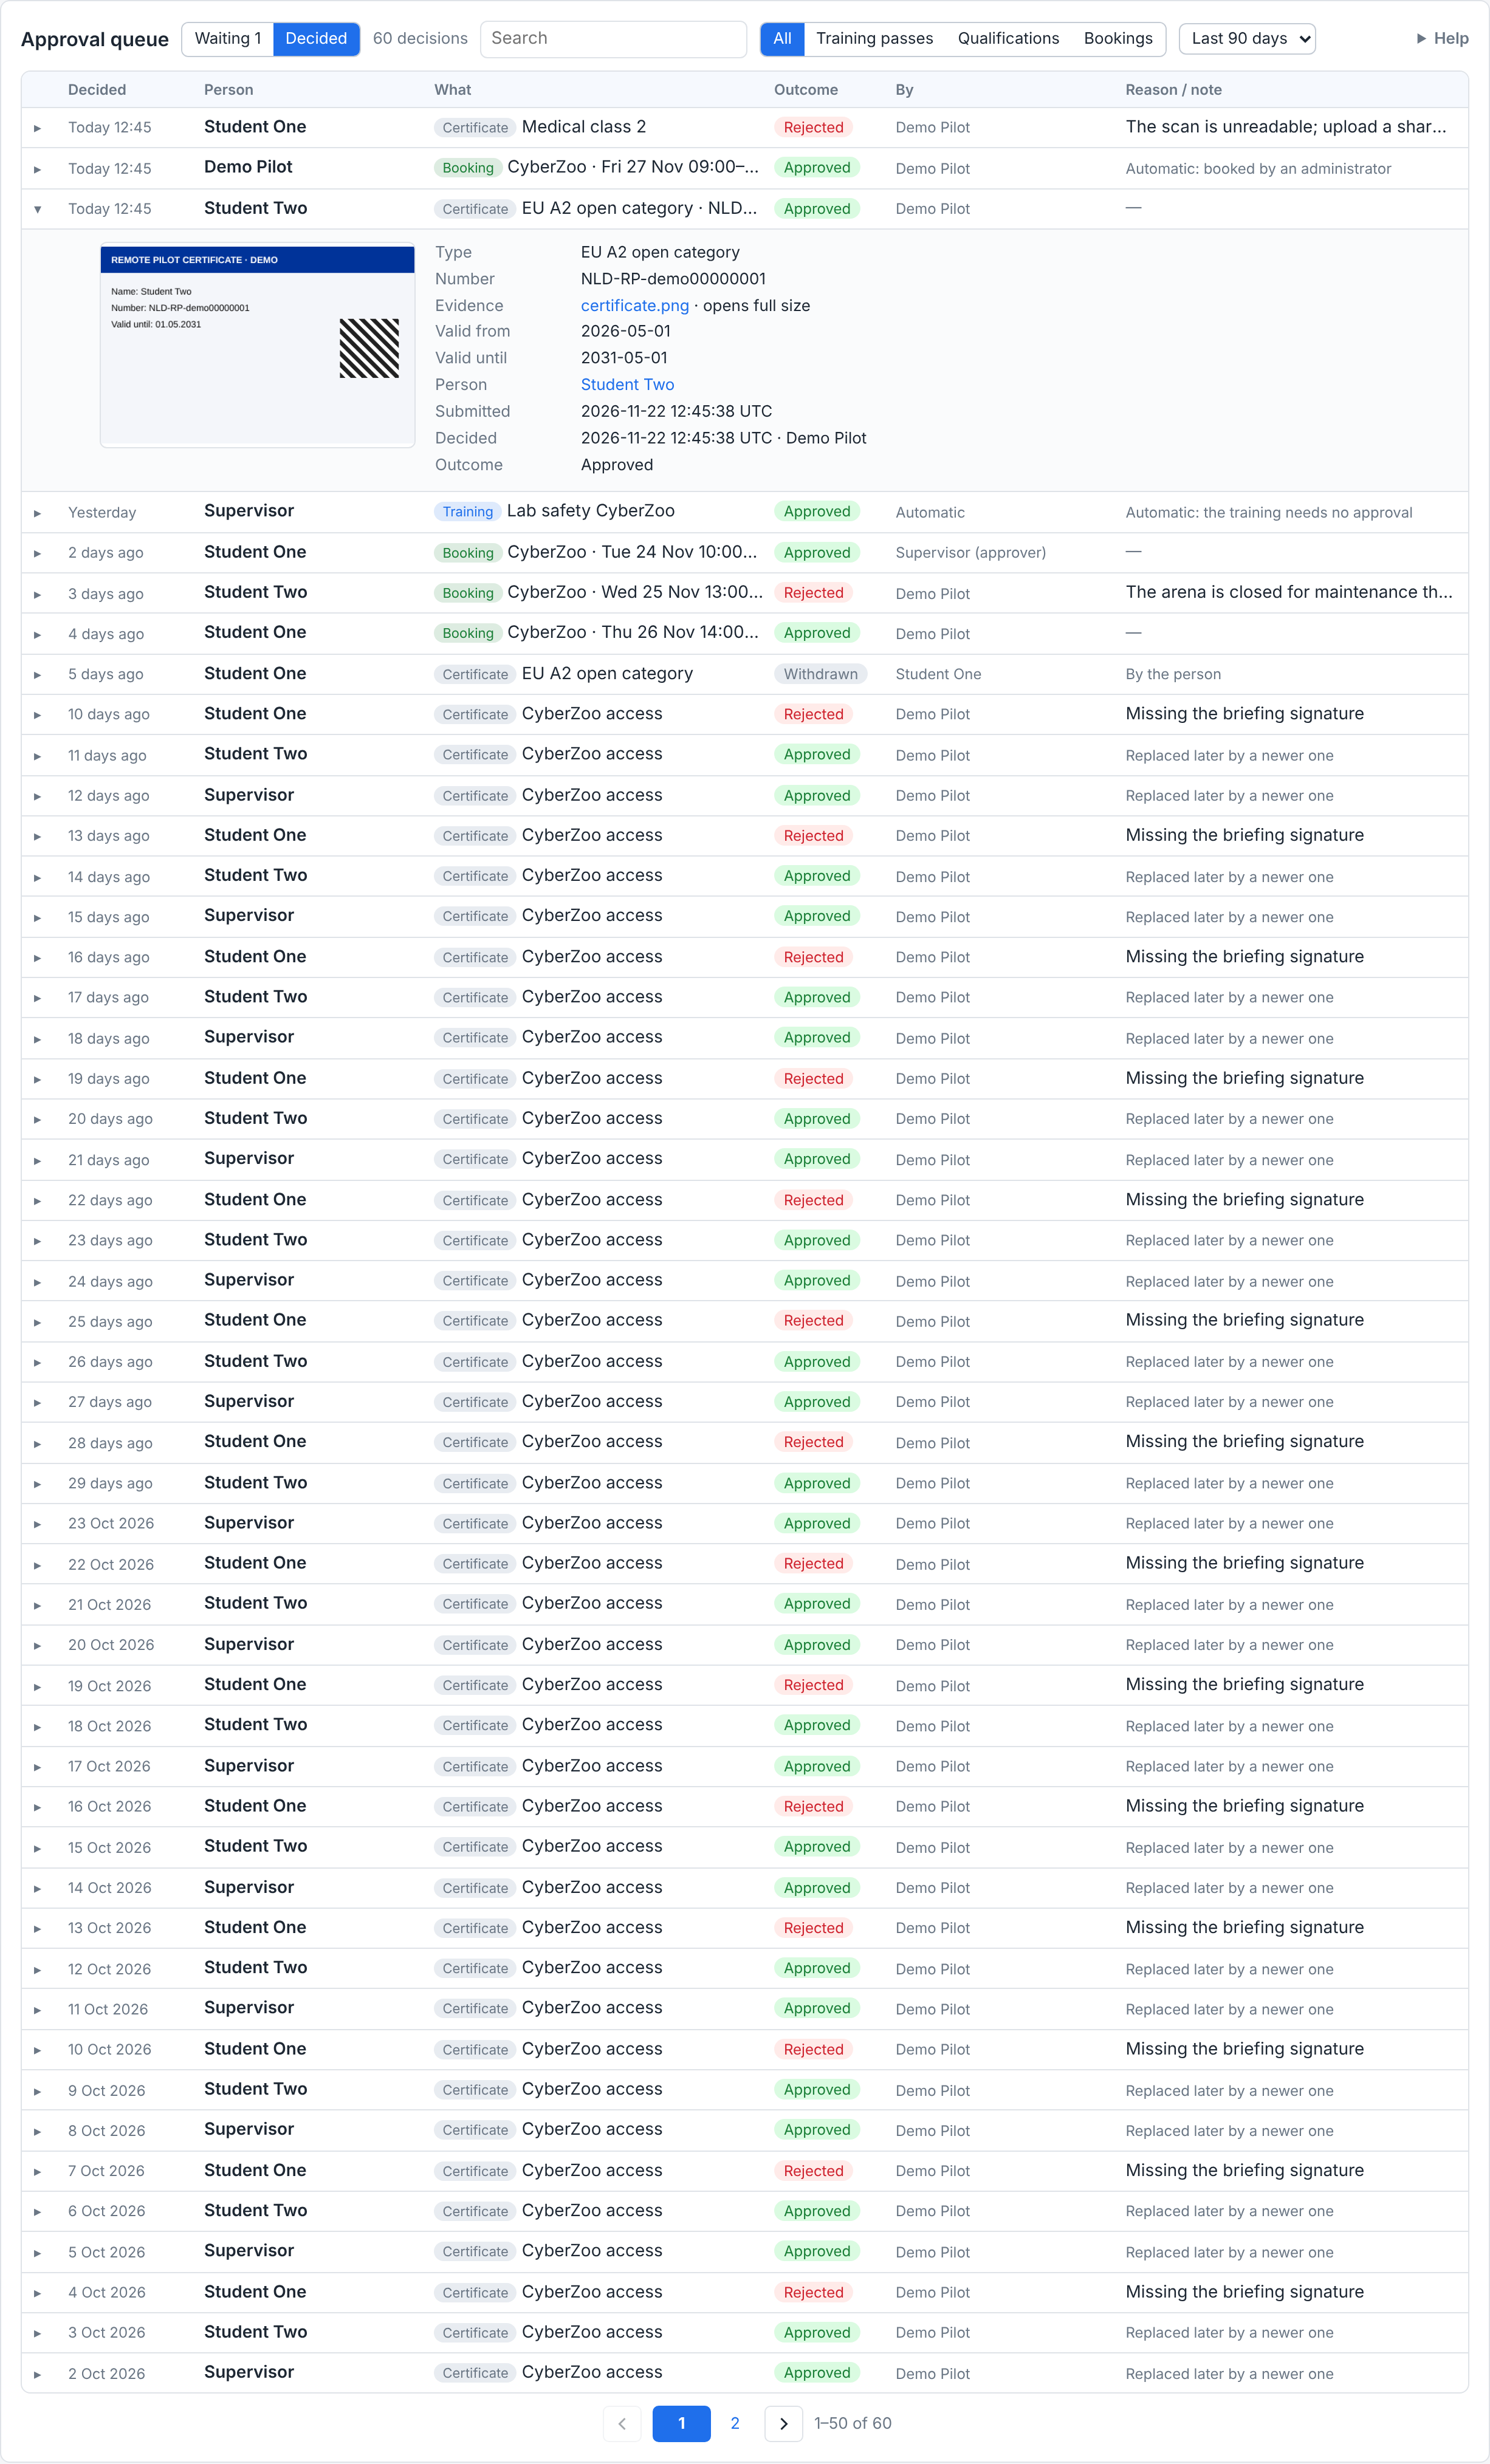 Approval queue Waiting 1 Decided 60 decisions Search All Training passes Qualifications Bookings Last 90 days Help
Decided Person What Outcome By Reason / note
Today 12:45 Student One Certificate Medical class 2 Rejected Demo Pilot The scan is unreadable; upload a shar...
Today 12:45 Demo Pilot Booking CyberZoo · Fri 27 Nov 09:00–... Approved Demo Pilot Automatic: booked by an administrator
Today 12:45 Student Two Certificate EU A2 open category · NLD... Approved Demo Pilot —
REMOTE PILOT CERTIFICATE · DEMO
Name: Student Two
Number: NLD-RP-demo00000001
Valid until: 01.05.2031
Type EU A2 open category
Number NLD-RP-demo00000001
Evidence certificate.png · opens full size
Valid from 2026-05-01
Valid until 2031-05-01
Person Student Two
Submitted 2026-11-22 12:45:38 UTC
Decided 2026-11-22 12:45:38 UTC · Demo Pilot
Outcome Approved
Yesterday Supervisor Training Lab safety CyberZoo Approved Automatic Automatic: the training needs no approval
2 days ago Student One Booking CyberZoo · Tue 24 Nov 10:00... Approved Supervisor (approver) —
3 days ago Student Two Booking CyberZoo · Wed 25 Nov 13:00... Rejected Demo Pilot The arena is closed for maintenance th...
4 days ago Student One Booking CyberZoo · Thu 26 Nov 14:00... Approved Demo Pilot —
5 days ago Student One Certificate EU A2 open category Withdrawn Student One By the person
10 days ago Student One Certificate CyberZoo access Rejected Demo Pilot Missing the briefing signature
11 days ago Student Two Certificate CyberZoo access Approved Demo Pilot Replaced later by a newer one
12 days ago Supervisor Certificate CyberZoo access Approved Demo Pilot Replaced later by a newer one
13 days ago Student One Certificate CyberZoo access Rejected Demo Pilot Missing the briefing signature
14 days ago Student Two Certificate CyberZoo access Approved Demo Pilot Replaced later by a newer one
15 days ago Supervisor Certificate CyberZoo access Approved Demo Pilot Replaced later by a newer one
16 days ago Student One Certificate CyberZoo access Rejected Demo Pilot Missing the briefing signature
17 days ago Student Two Certificate CyberZoo access Approved Demo Pilot Replaced later by a newer one
18 days ago Supervisor Certificate CyberZoo access Approved Demo Pilot Replaced later by a newer one
19 days ago Student One Certificate CyberZoo access Rejected Demo Pilot Missing the briefing signature
20 days ago Student Two Certificate CyberZoo access Approved Demo Pilot Replaced later by a newer one
21 days ago Supervisor Certificate CyberZoo access Approved Demo Pilot Replaced later by a newer one
22 days ago Student One Certificate CyberZoo access Rejected Demo Pilot Missing the briefing signature
23 days ago Student Two Certificate CyberZoo access Approved Demo Pilot Replaced later by a newer one
24 days ago Supervisor Certificate CyberZoo access Approved Demo Pilot Replaced later by a newer one
25 days ago Student One Certificate CyberZoo access Rejected Demo Pilot Missing the briefing signature
26 days ago Student Two Certificate CyberZoo access Approved Demo Pilot Replaced later by a newer one
27 days ago Supervisor Certificate CyberZoo access Approved Demo Pilot Replaced later by a newer one
28 days ago Student One Certificate CyberZoo access Rejected Demo Pilot Missing the briefing signature
29 days ago Student Two Certificate CyberZoo access Approved Demo Pilot Replaced later by a newer one
23 Oct 2026 Supervisor Certificate CyberZoo access Approved Demo Pilot Replaced later by a newer one
22 Oct 2026 Student One Certificate CyberZoo access Rejected Demo Pilot Missing the briefing signature
21 Oct 2026 Student Two Certificate CyberZoo access Approved Demo Pilot Replaced later by a newer one
20 Oct 2026 Supervisor Certificate CyberZoo access Approved Demo Pilot Replaced later by a newer one
19 Oct 2026 Student One Certificate CyberZoo access Rejected Demo Pilot Missing the briefing signature
18 Oct 2026 Student Two Certificate CyberZoo access Approved Demo Pilot Replaced later by a newer one
17 Oct 2026 Supervisor Certificate CyberZoo access Approved Demo Pilot Replaced later by a newer one
16 Oct 2026 Student One Certificate CyberZoo access Rejected Demo Pilot Missing the briefing signature
15 Oct 2026 Student Two Certificate CyberZoo access Approved Demo Pilot Replaced later by a newer one
14 Oct 2026 Supervisor Certificate CyberZoo access Approved Demo Pilot Replaced later by a newer one
13 Oct 2026 Student One Certificate CyberZoo access Rejected Demo Pilot Missing the briefing signature
12 Oct 2026 Student Two Certificate CyberZoo access Approved Demo Pilot Replaced later by a newer one
11 Oct 2026 Supervisor Certificate CyberZoo access Approved Demo Pilot Replaced later by a newer one
10 Oct 2026 Student One Certificate CyberZoo access Rejected Demo Pilot Missing the briefing signature
9 Oct 2026 Student Two Certificate CyberZoo access Approved Demo Pilot Replaced later by a newer one
8 Oct 2026 Supervisor Certificate CyberZoo access Approved Demo Pilot Replaced later by a newer one
7 Oct 2026 Student One Certificate CyberZoo access Rejected Demo Pilot Missing the briefing signature
6 Oct 2026 Student Two Certificate CyberZoo access Approved Demo Pilot Replaced later by a newer one
5 Oct 2026 Supervisor Certificate CyberZoo access Approved Demo Pilot Replaced later by a newer one
4 Oct 2026 Student One Certificate CyberZoo access Rejected Demo Pilot Missing the briefing signature
3 Oct 2026 Student Two Certificate CyberZoo access Approved Demo Pilot Replaced later by a newer one
2 Oct 2026 Supervisor Certificate CyberZoo access Approved Demo Pilot Replaced later by a newer one
1 2 1–50 of 60